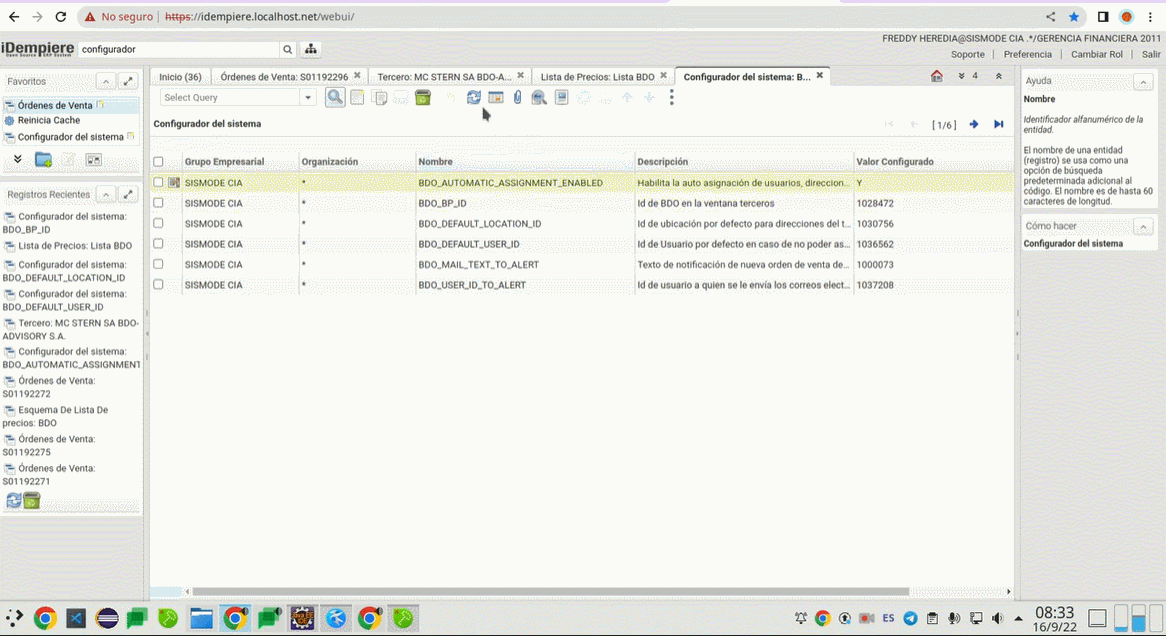 No seguro
https://idempiere.localhost.net/webui/
iDempiere
Open Source ERP System
configurador
FREDDY HEREDIA@SISMODE CIA .*/GERENCIA FINANCIERA 2011
Soporte | Preferencia | Cambiar Rol | Salir
Favoritos
Órdenes de Venta
Reinicia Cache
Configurador del sistema
Registros Recientes
Configurador del sistema:
BDO_BP_ID
Lista de Precios: Lista BDO
Configurador del sistema:
BDO_DEFAULT_LOCATION_ID
Configurador del sistema:
BDO_DEFAULT_USER_ID
Tercero: MC STERN SA BDO-
ADVISORY S.A.
Configurador del sistema:
BDO_AUTOMATIC_ASSIGNMENT
Órdenes de Venta:
S01192272
Esquema De Lista De
precios: BDO
Órdenes de Venta:
S01192275
Órdenes de Venta:
S01192271
Inicio (36)
Órdenes de Venta: S01192296
Tercero: MC STERN SA BDO-A...
Lista de Precios: Lista BDO
Configurador del sistema: B...
4
Select Query
Configurador del sistema
[1/6]
Grupo Empresarial Organización Nombre Descripción Valor Configurado
SISMODE CIA * BDO_AUTOMATIC_ASSIGNMENT_ENABLED Habilita la auto asignación de usuarios, direccion... Y
SISMODE CIA * BDO_BP_ID Id de BDO en la ventana terceros 1028472
SISMODE CIA * BDO_DEFAULT_LOCATION_ID Id de ubicación por defecto para direcciones del t... 1030756
SISMODE CIA * BDO_DEFAULT_USER_ID Id de Usuario por defecto en caso de no poder as... 1036562
SISMODE CIA * BDO_MAIL_TEXT_TO_ALERT Texto de notificación de nueva orden de venta de... 1000073
SISMODE CIA * BDO_USER_ID_TO_ALERT Id de usuario a quien se le envía los correos elect... 1037208
Ayuda
Nombre
Identificador alfanumérico de la
entidad.
El nombre de una entidad
(registro) se usa como una
opción de búsqueda
predeterminada adicional al
código. El nombre es de hasta 60
caracteres de longitud.
Cómo hacer
Configurador del sistema
ES
08:33
16/9/22